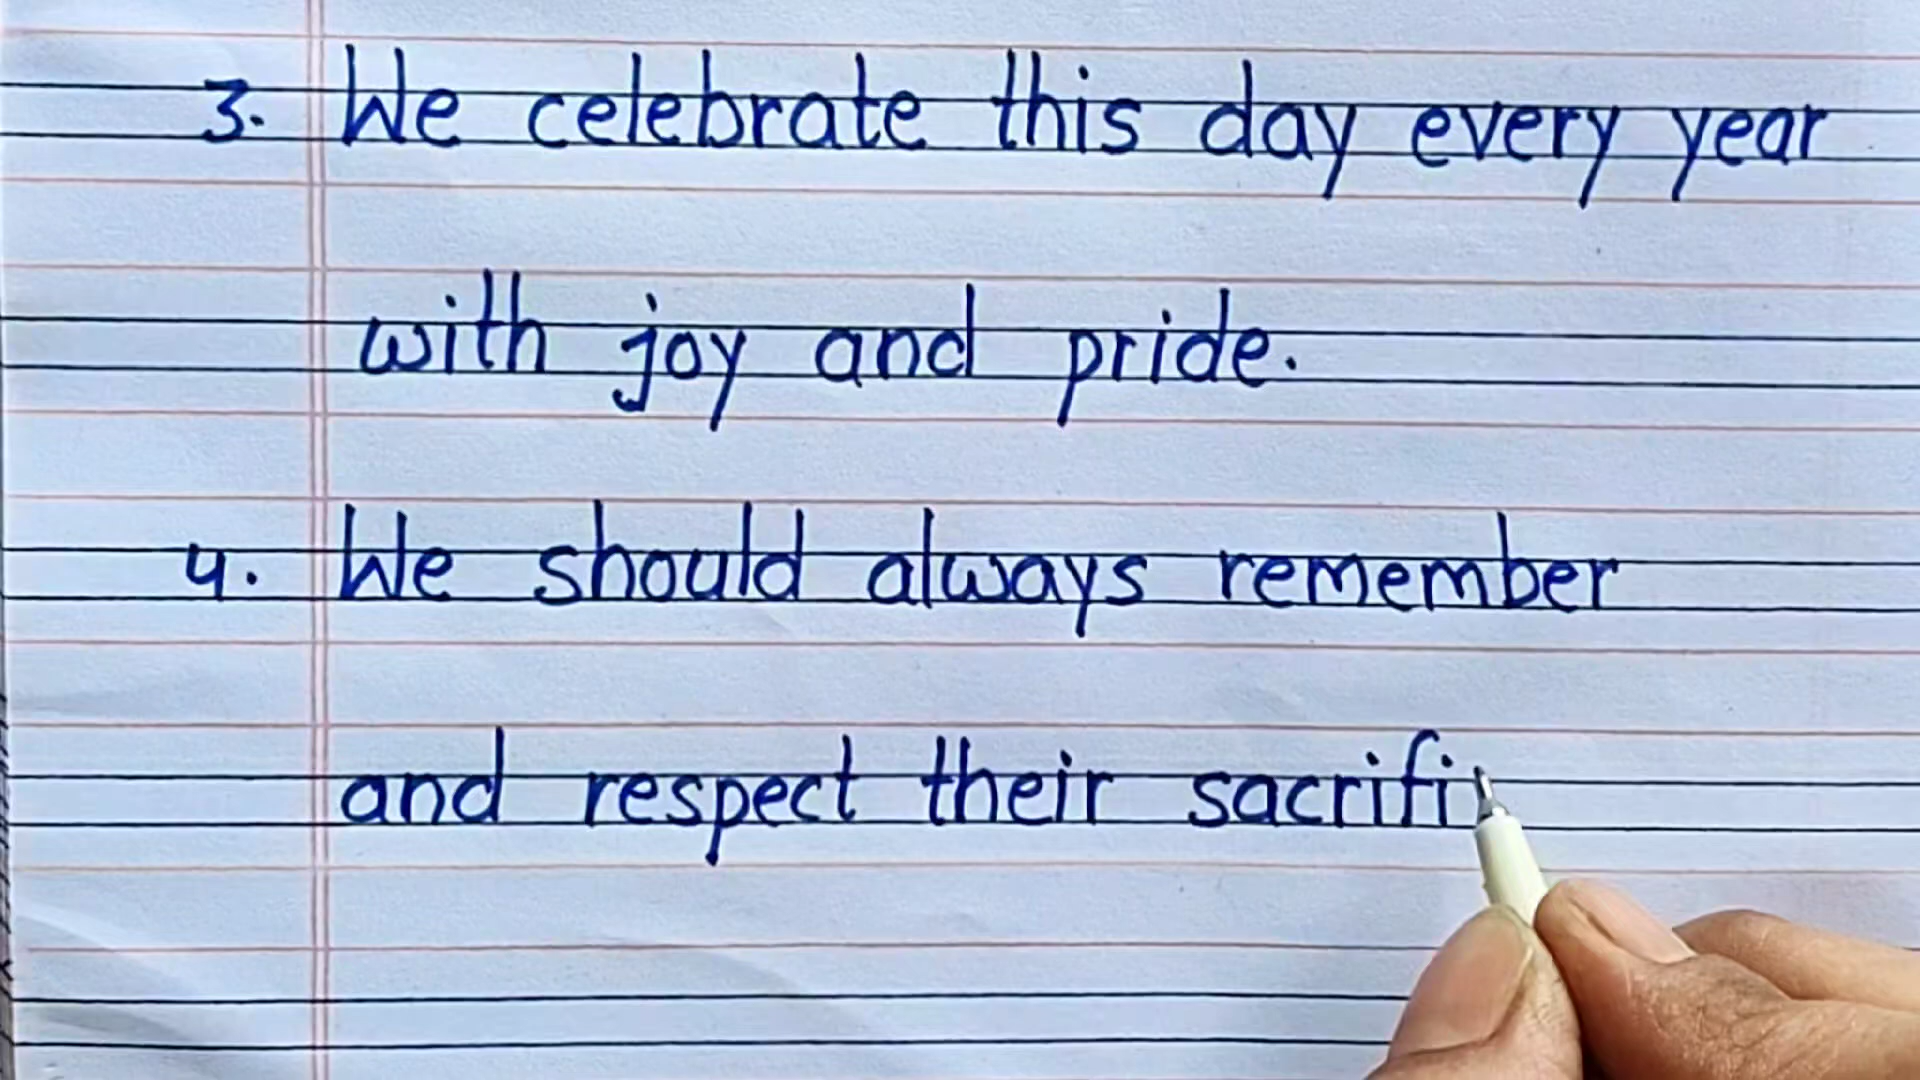 3. We celebrate this day every year
with joy and pride.
4. We should always remember
and respect their sacrifi